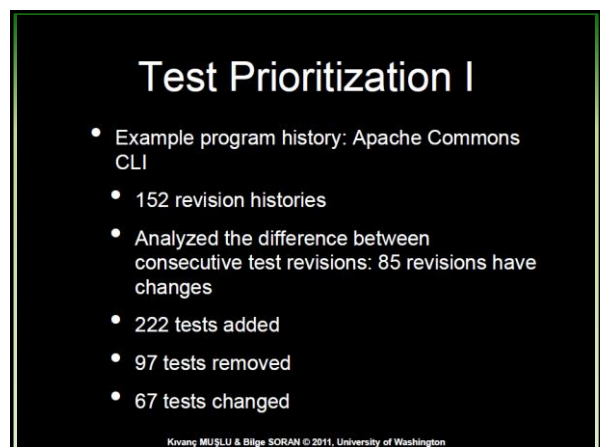 Test Prioritization I
• Example program history: Apache Commons
CLI
• 152 revision histories
• Analyzed the difference between
consecutive test revisions: 85 revisions have
changes
• 222 tests added
• 97 tests removed
• 67 tests changed
Kıvanç MUŞLU & Bilge SORAN © 2011, University of Washington